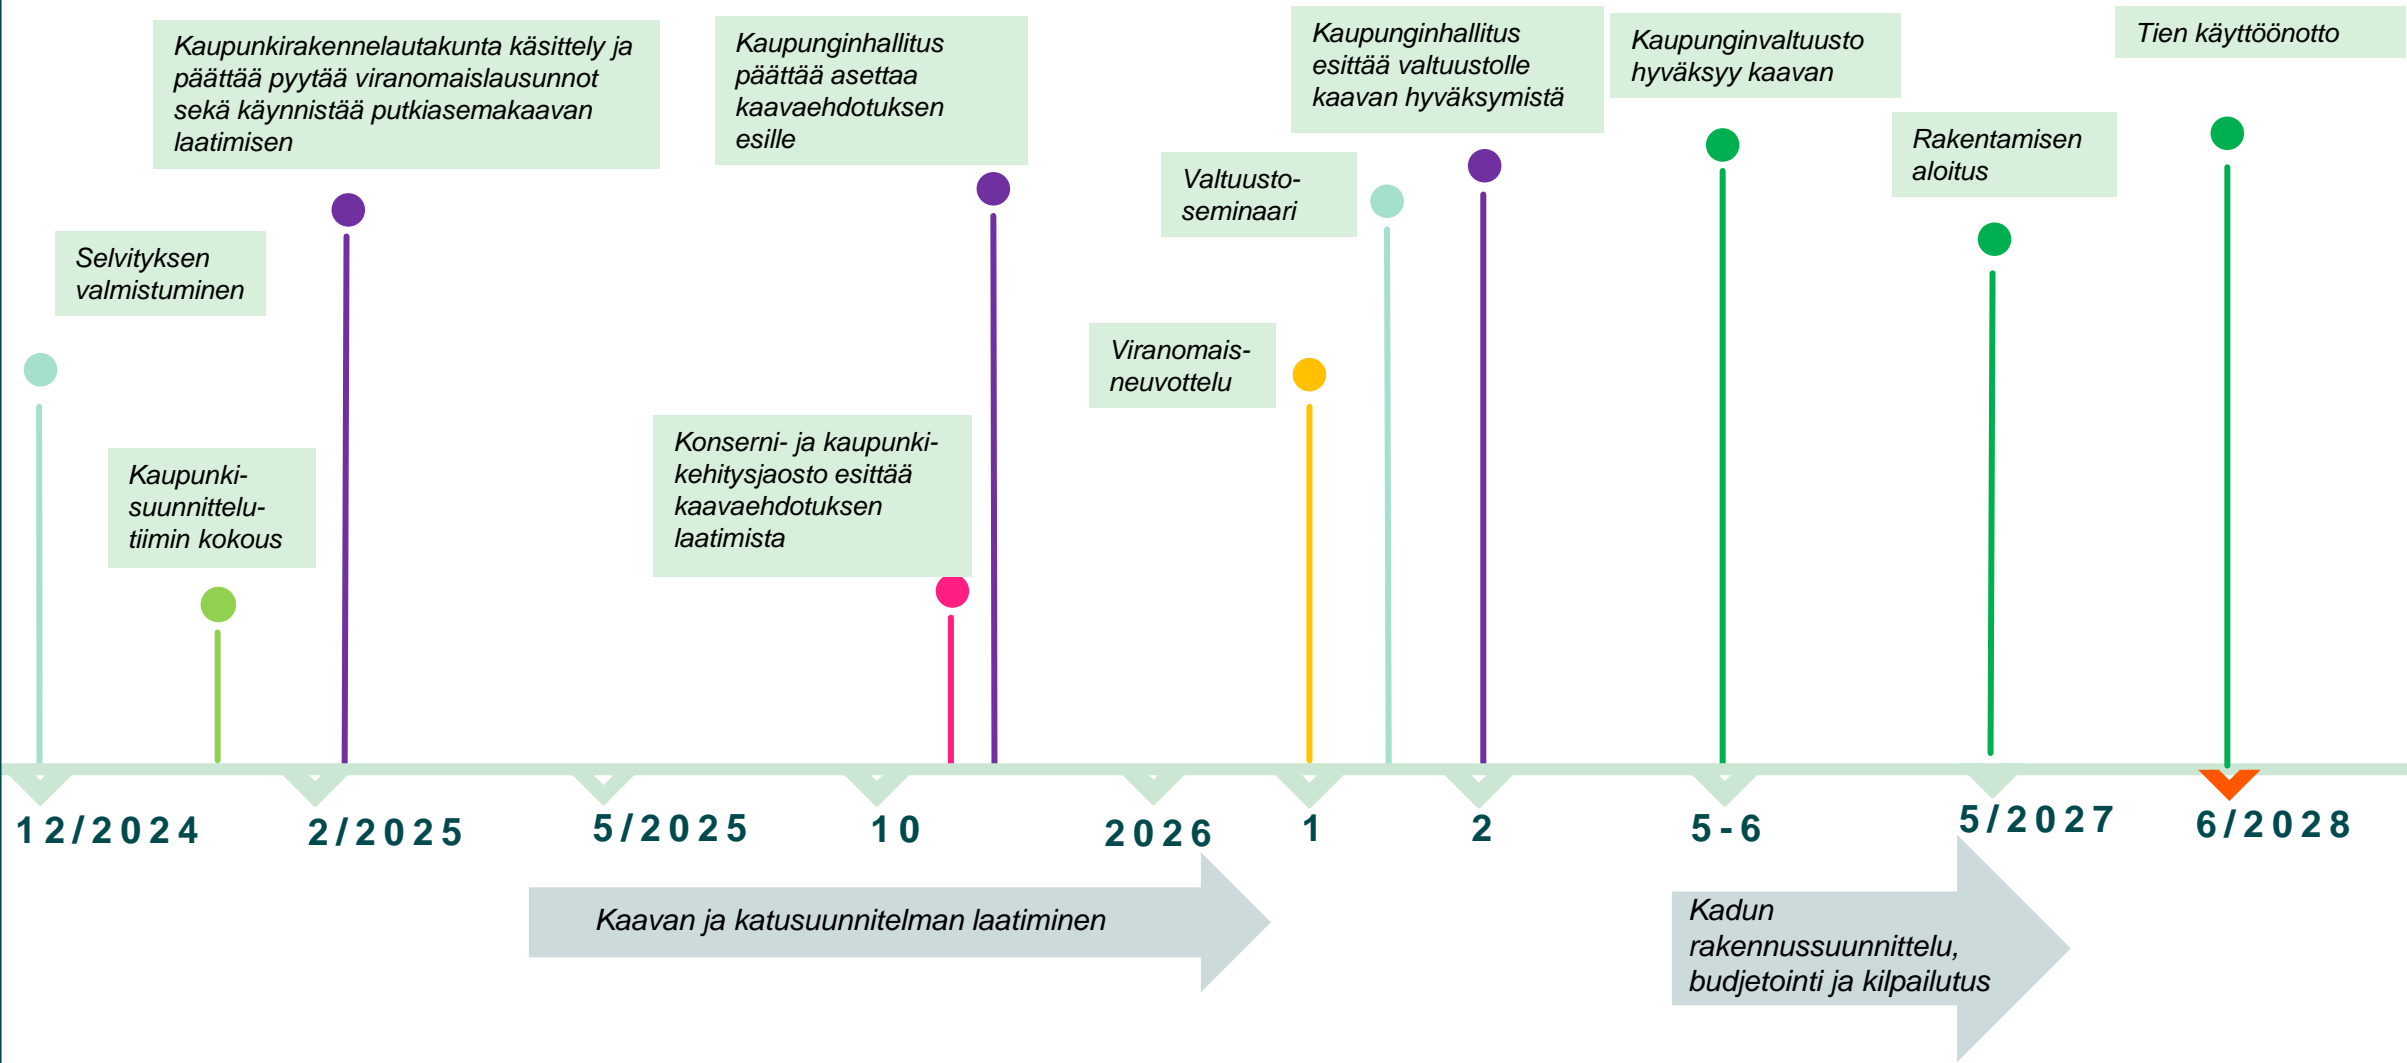 Kaupunkirakennelautakunta käsittely ja
päättää pyytää viranomaislausunnot
sekä käynnistää putkiasemakaavan
laatimisen
Kaupunginhallitus
päättää asettaa
kaavaehdotuksen
esille
Kaupunginhallitus
esittää valtuustolle
kaavan hyväksymistä
Kaupunginvaltuusto
hyväksyy kaavan
Tien käyttöönotto
Rakentamisen
aloitus
Valtuusto-
seminaari
Selvityksen
valmistuminen
Viranomais-
neuvottelu
Kaupunki-
suunnittelu-
tiimin kokous
Konserni- ja kaupunki-
kehitysjaosto esittää
kaavaehdotuksen
laatimista
12/2024
2/2025
5/2025
10
2026
1
2
5-6
5/2027
6/2028
Kaavan ja katusuunnitelman laatiminen
Kadun
rakennussuunnittelu,
budjetointi ja kilpailutus